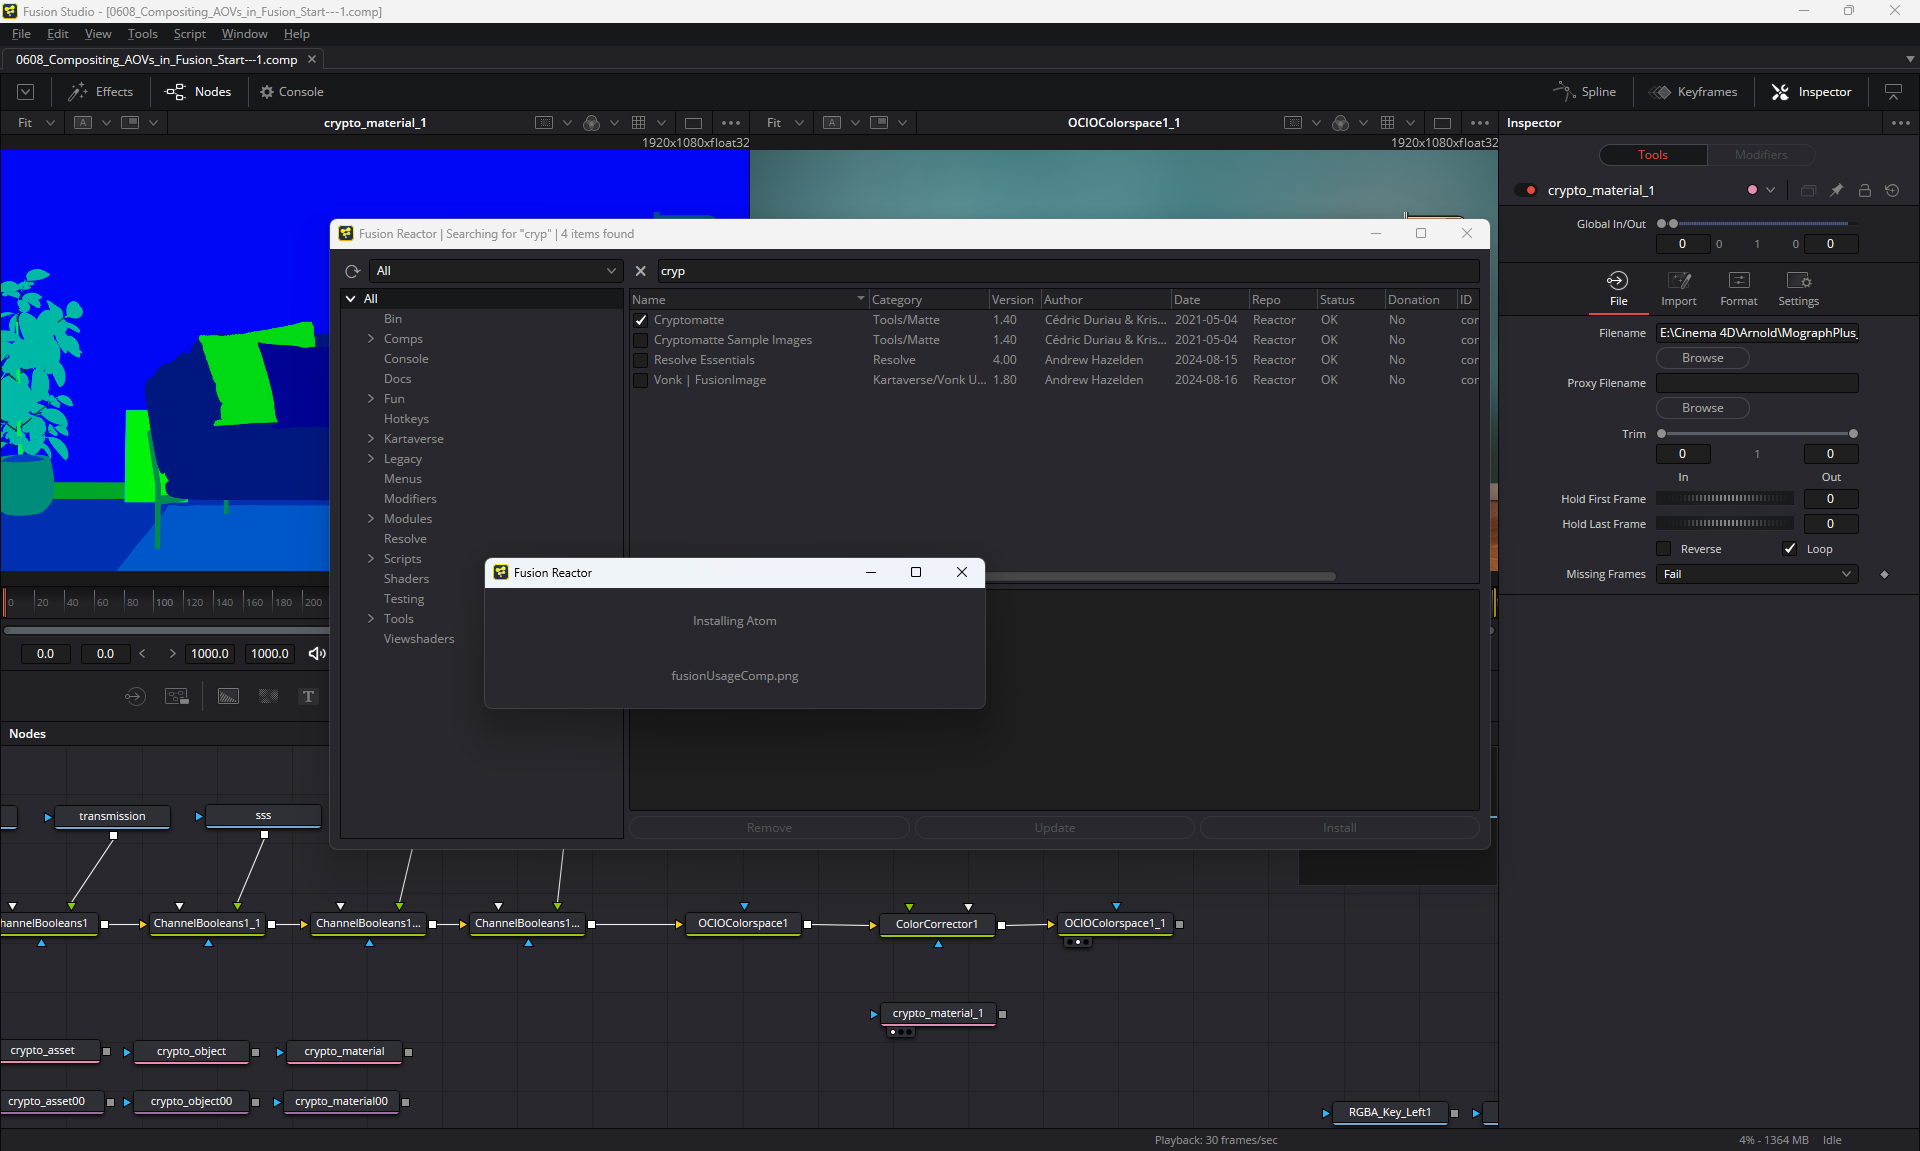 Fusion Studio - [0608_Compositing_AOVs_in_Fusion_Start---1.comp]
File Edit View Tools Script Window Help
0608_Compositing_AOVs_in_Fusion_Start---1.comp
Effects Nodes Console Spline Keyframes Inspector
Fit A crypto_material_1 Fit A OCIOColorspace1_1 Inspector
1920x1080xfloat32 1920x1080xfloat32
Tools Modifiers
crypto_material_1
Global In/Out
0 0 1 0 0
File Import Format Settings
Filename E:\Cinema 4D\Arnold\MographPlus_
Browse
Proxy Filename
Browse
Trim
0 1 0
In Out
Hold First Frame 0
Hold Last Frame 0
Reverse Loop
Missing Frames Fail
Fusion Reactor | Searching for "cryp" | 4 items found
All cryp
All
Bin
Comps
Console
Docs
Fun
Hotkeys
Kartaverse
Legacy
Menus
Modifiers
Modules
Resolve
Scripts
Shaders
Testing
Tools
Viewshaders
Name Category Version Author Date Repo Status Donation ID
Cryptomatte Tools/Matte 1.40 Cédric Duriau & Kris... 2021-05-04 Reactor OK No cor
Cryptomatte Sample Images Tools/Matte 1.40 Cédric Duriau & Kris... 2021-05-04 Reactor OK No cor
Resolve Essentials Resolve 4.00 Andrew Hazelden 2024-08-15 Reactor OK No cor
Vonk | FusionImage Kartaverse/Vonk U... 1.80 Andrew Hazelden 2024-08-16 Reactor OK No cor
Fusion Reactor
Installing Atom
fusionUsageComp.png
Remove Update Install
0 20 40 60 80 100 120 140 160 180 200
0.0 0.0 1000.0 1000.0
T
Nodes
transmission sss
hannelBooleans1 ChannelBooleans1_1 ChannelBooleans1... ChannelBooleans1... OCIOColorspace1 ColorCorrector1 OCIOColorspace1_1
crypto_material_1
crypto_asset crypto_object crypto_material
crypto_asset00 crypto_object00 crypto_material00
RGBA_Key_Left1
Playback: 30 frames/sec 4% - 1364 MB Idle